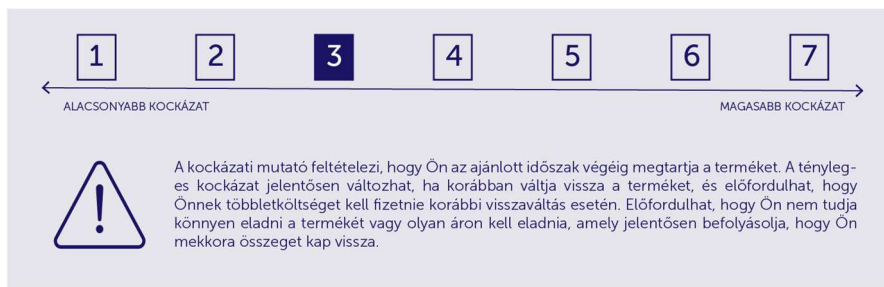 1 2 3 4 5 6 7
ALACSONYABB KOCKÁZAT MAGASABB KOCKÁZAT
A kockázati mutató feltételezi, hogy Ön az ajánlott időszak végéig megtartja a terméket. A tényleg-
es kockázat jelentősen változhat, ha korábban váltja vissza a terméket, és előfordulhat, hogy
Önnek többletköltséget kell fizetnie korábbi visszaváltás esetén. Előfordulhat, hogy Ön nem tudja
könnyen eladni a termékét vagy olyan áron kell eladnia, amely jelentősen befolyásolja, hogy Ön
mekkora összeget kap vissza.